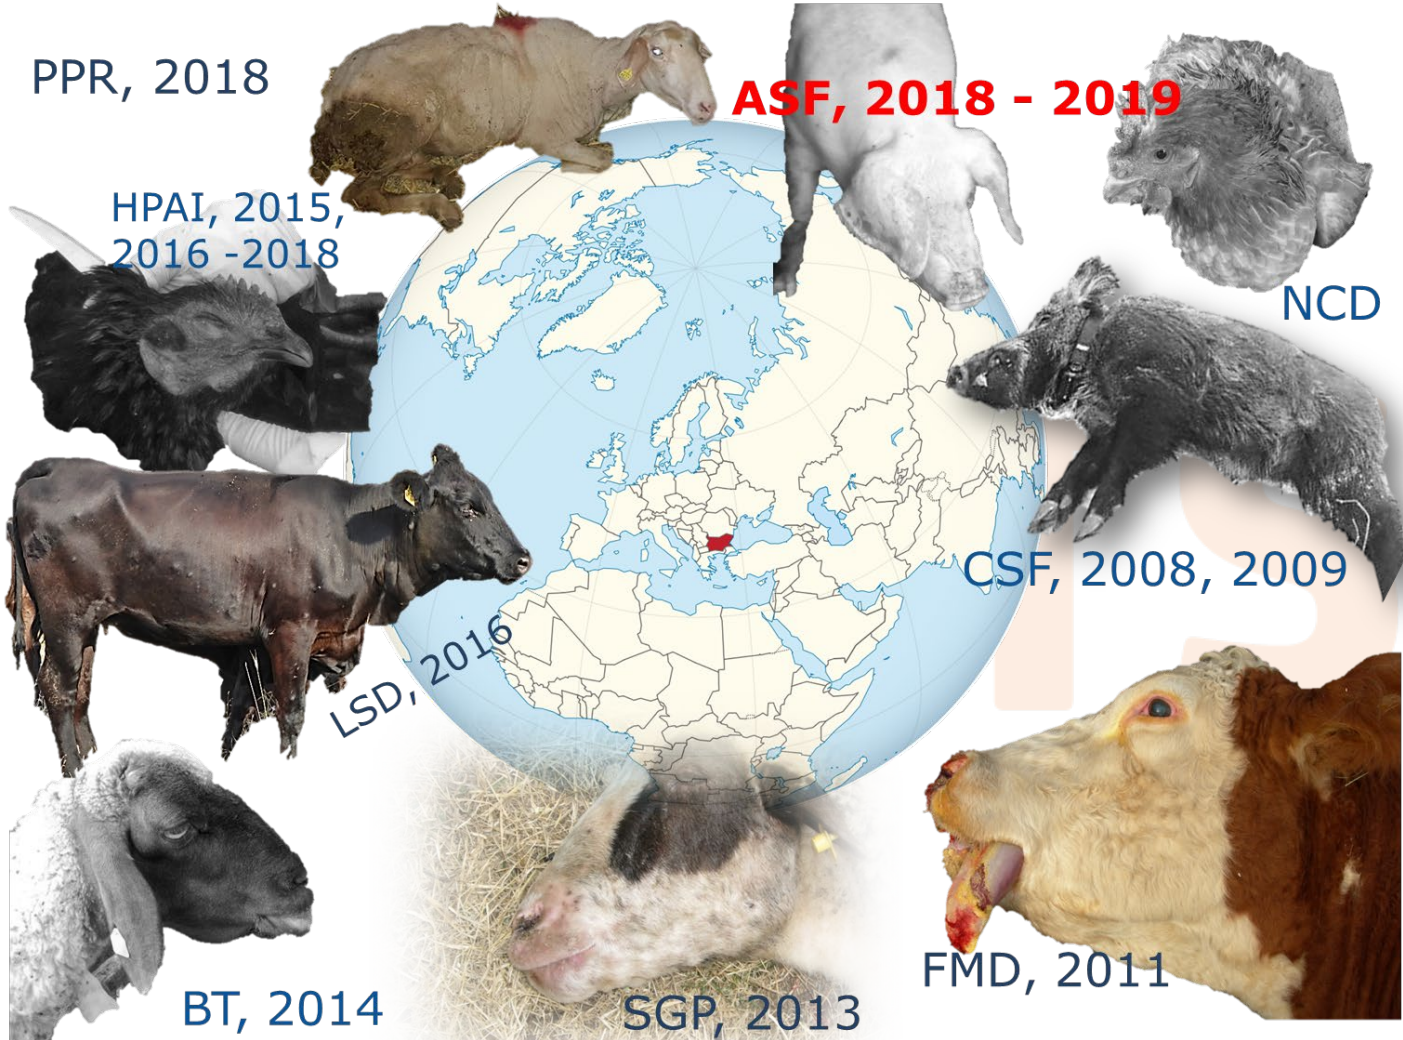 PPR, 2018
ASF, 2018 - 2019
HPAI, 2015,
2016 -2018
NCD
CSF, 2008, 2009
LSD, 2016
FMD, 2011
BT, 2014
SGP, 2013